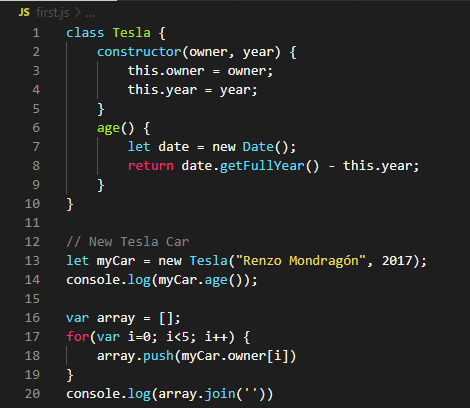 JS first.js > ...
1 class Tesla {
2     constructor(owner, year) {
3         this.owner = owner;
4         this.year = year;
5     }
6     age() {
7         let date = new Date();
8         return date.getFullYear() - this.year;
9     }
10 }
11
12 // New Tesla Car
13 let myCar = new Tesla("Renzo Mondragón", 2017);
14 console.log(myCar.age());
15
16 var array = [];
17 for(var i=0; i<5; i++) {
18     array.push(myCar.owner[i])
19 }
20 console.log(array.join(''))